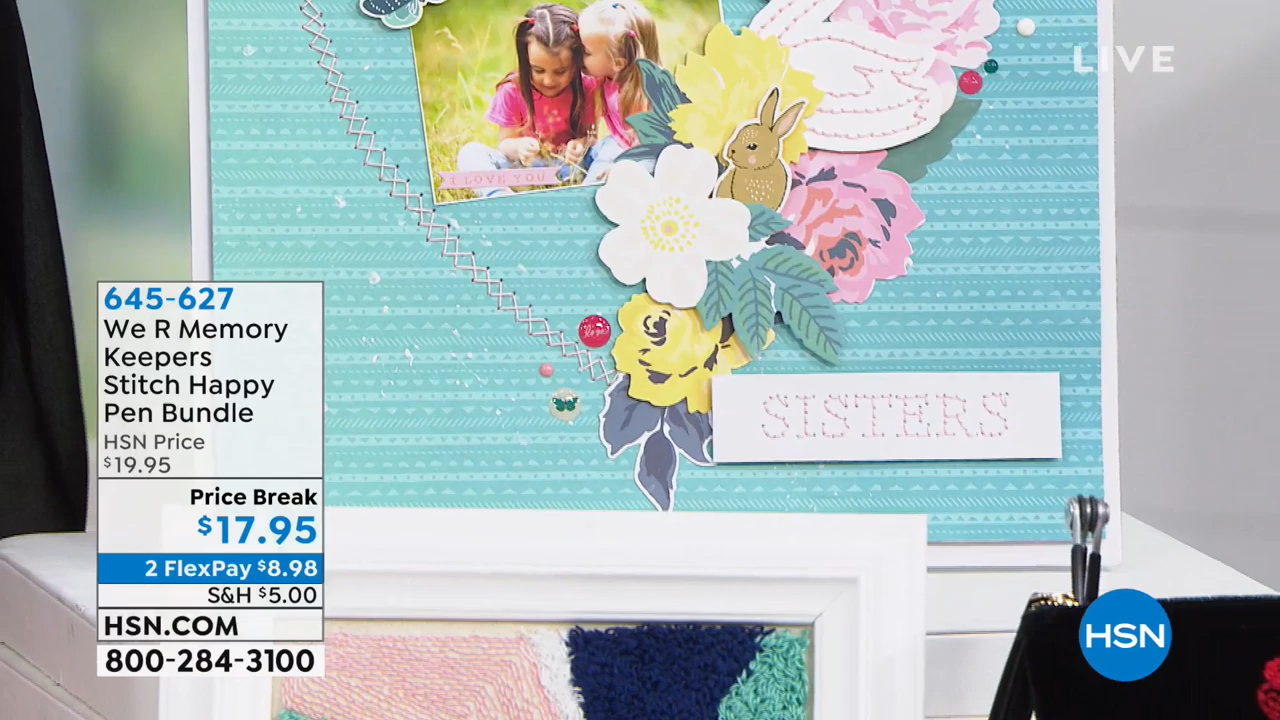 LIVE
I LOVE YOU
645-627
We R Memory
Keepers
Stitch Happy
Pen Bundle
HSN Price
$19.95
Price Break
$17.95
2 FlexPay $8.98
S&H $5.00
HSN.COM
800-284-3100
SISTERS
HSN